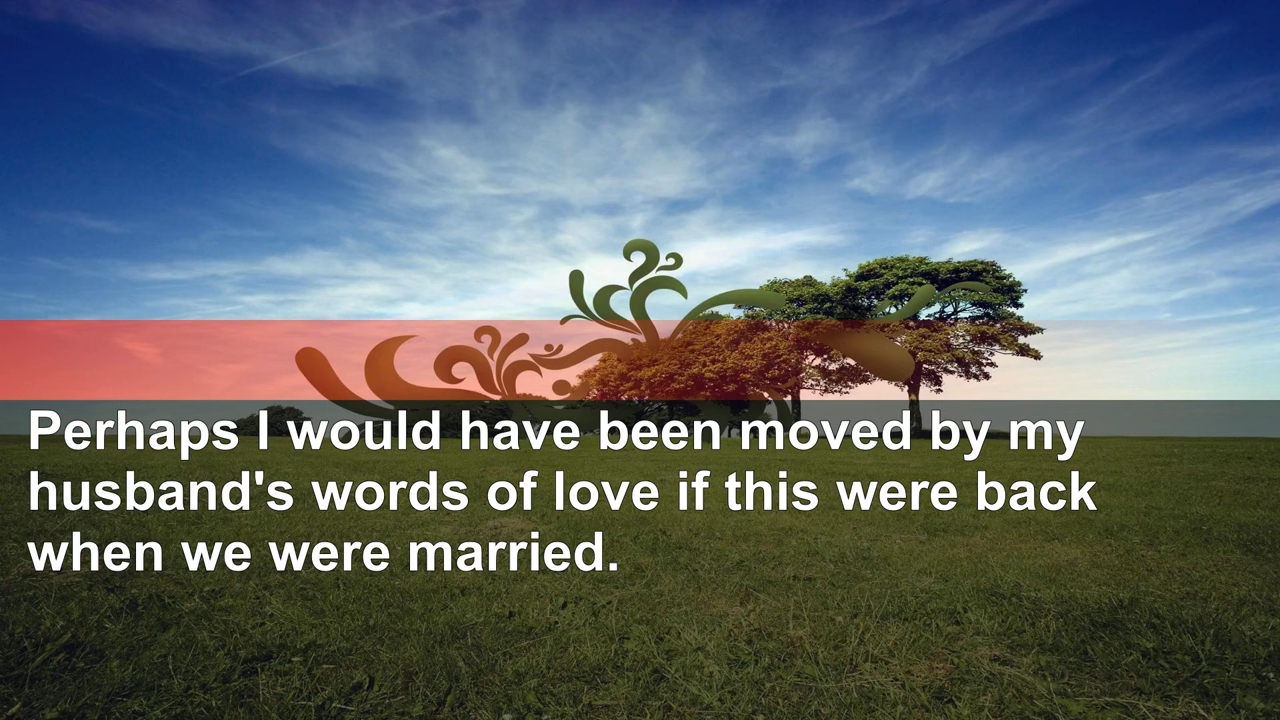 Perhaps I would have been moved by my
husband's words of love if this were back
when we were married.